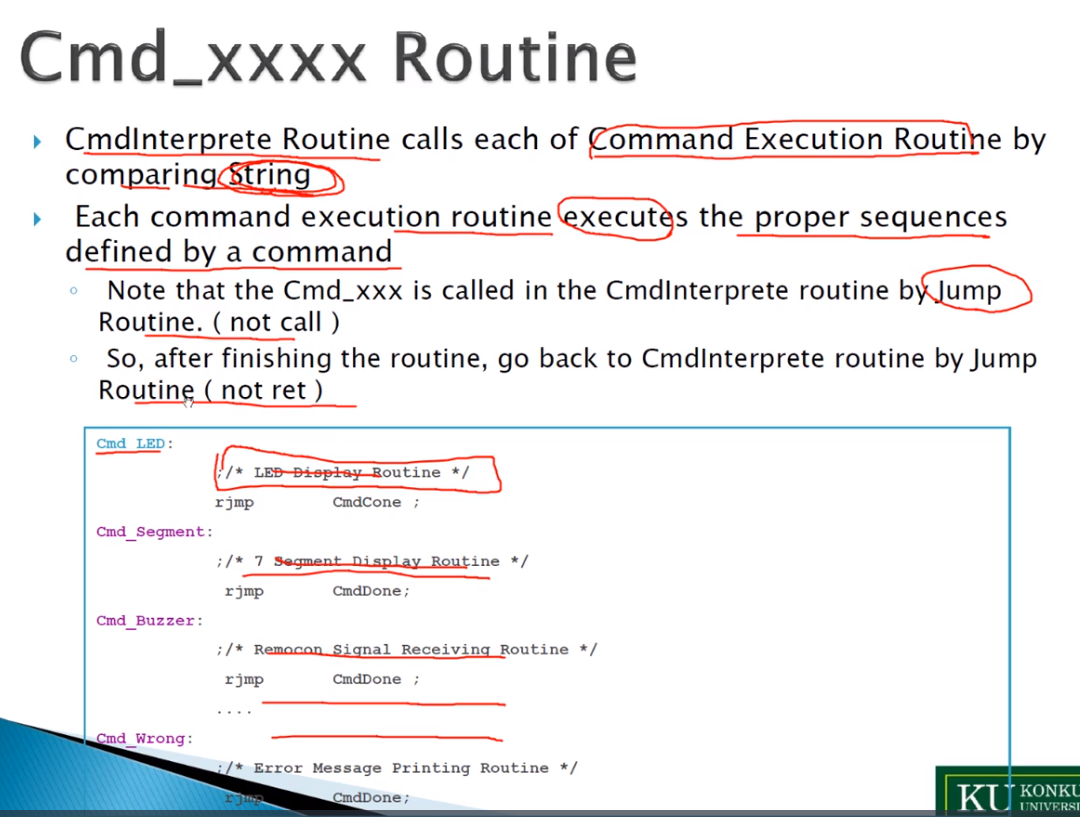 Cmd_xxxx Routine
CmdInterprete Routine calls each of Command Execution Routine by
comparing String
Each command execution routine executes the proper sequences
defined by a command
Note that the Cmd_xxx is called in the CmdInterprete routine by Jump
Routine. ( not call )
So, after finishing the routine, go back to CmdInterprete routine by Jump
Routine ( not ret )
Cmd_LED:
;/* LED Display Routine */
rjmp CmdCone ;
Cmd_Segment:
;/* 7 Segment Display Routine */
rjmp CmdDone;
Cmd_Buzzer:
;/* Remocon Signal Receiving Routine */
rjmp CmdDone ;
....
Cmd_Wrong:
;/* Error Message Printing Routine */
rjmp CmdDone;
KU